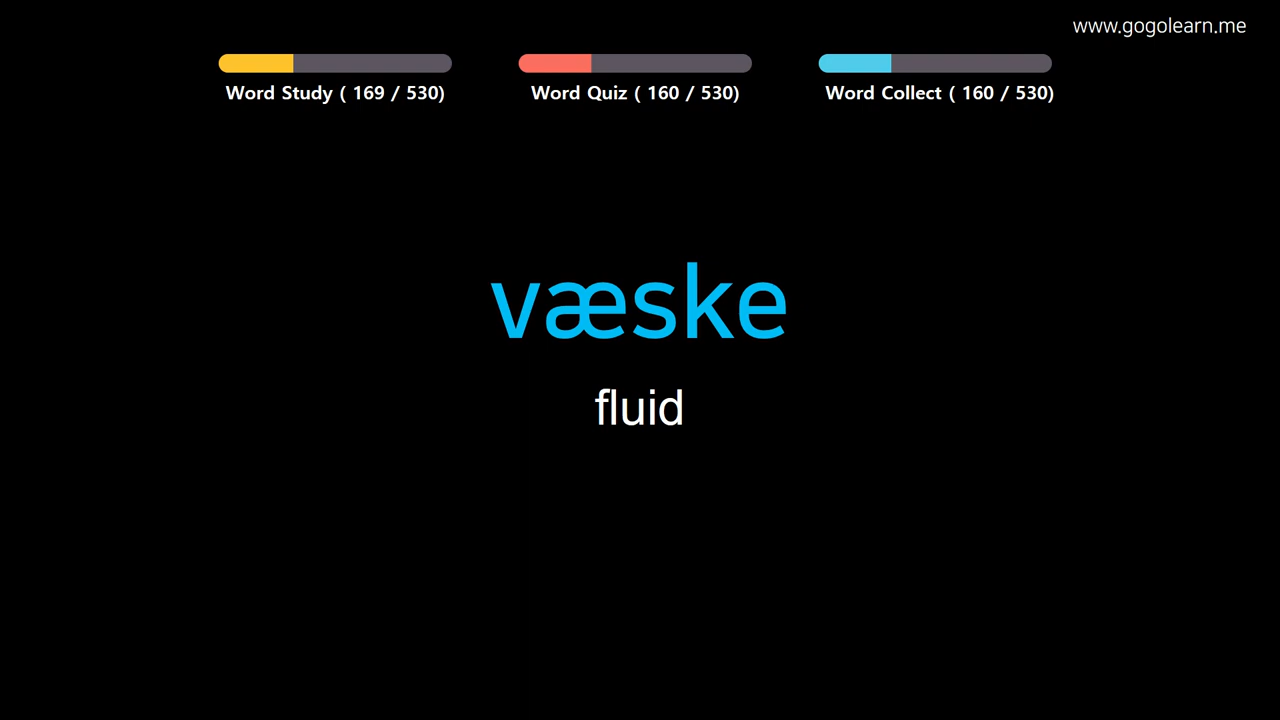 www.gogolearn.me
Word Study ( 169 / 530)
Word Quiz ( 160 / 530)
Word Collect ( 160 / 530)
væske
fluid